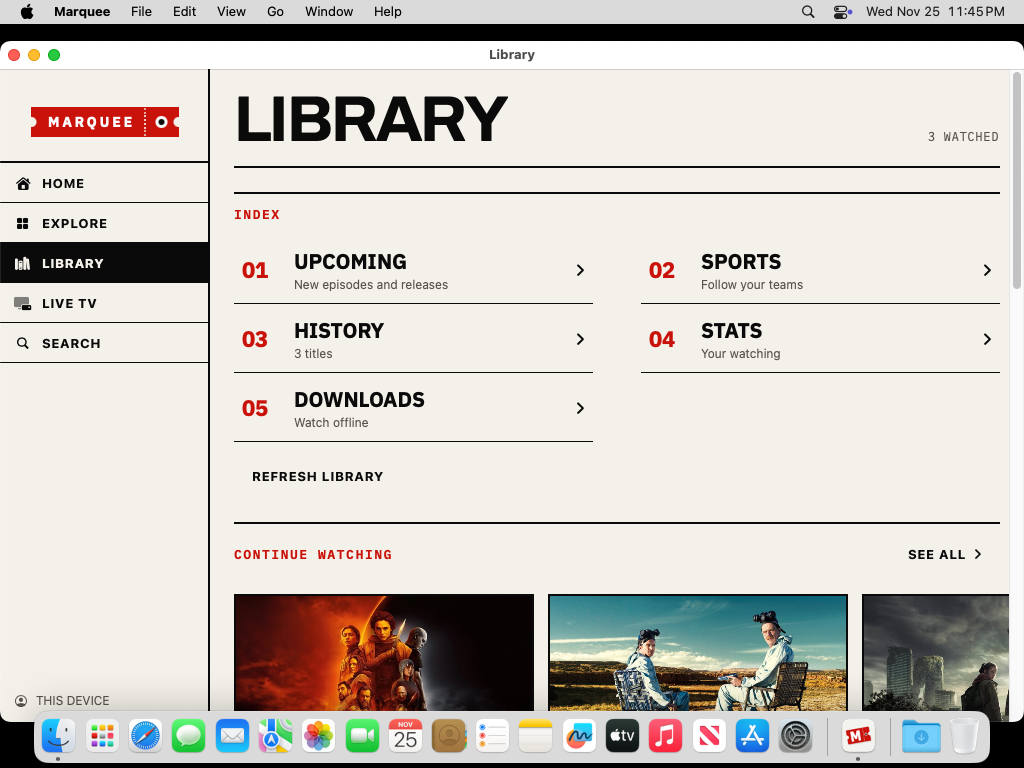 Marquee File Edit View Go Window Help Wed Nov 25 11:45 PM
Library
MARQUEE
HOME
EXPLORE
LIBRARY
LIVE TV
SEARCH
THIS DEVICE
LIBRARY
3 WATCHED
INDEX
01 UPCOMING
New episodes and releases
02 SPORTS
Follow your teams
03 HISTORY
3 titles
04 STATS
Your watching
05 DOWNLOADS
Watch offline
REFRESH LIBRARY
CONTINUE WATCHING
SEE ALL
NOV
25
tv
M